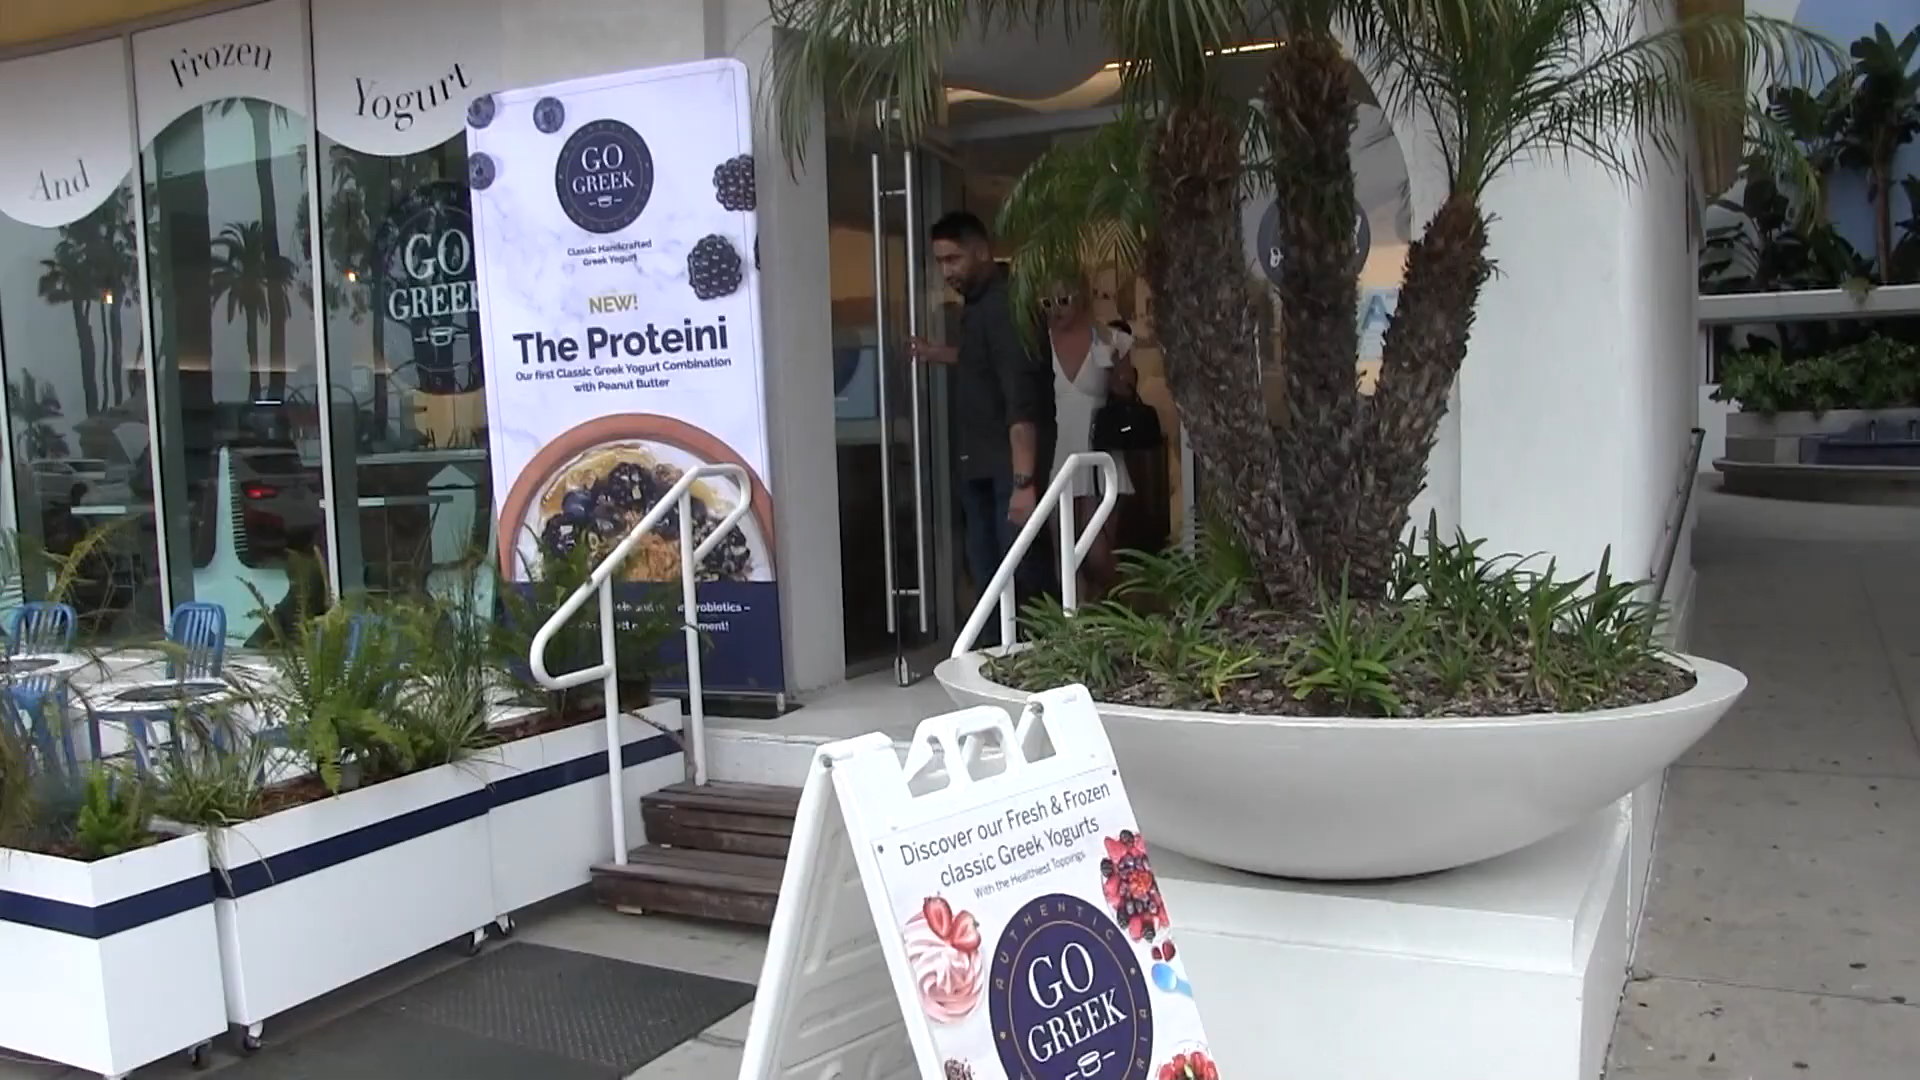 And
Frozen
Yogurt
GO
GREEK
GO
GREEK
Classic Handcrafted
Greek Yogurt
NEW!
The Proteini
Our first Classic Greek Yogurt Combination
with Peanut Butter
Discover our Fresh & Frozen
classic Greek Yogurts
With the Healthiest Toppings
AUTHENTIC
GO
GREEK